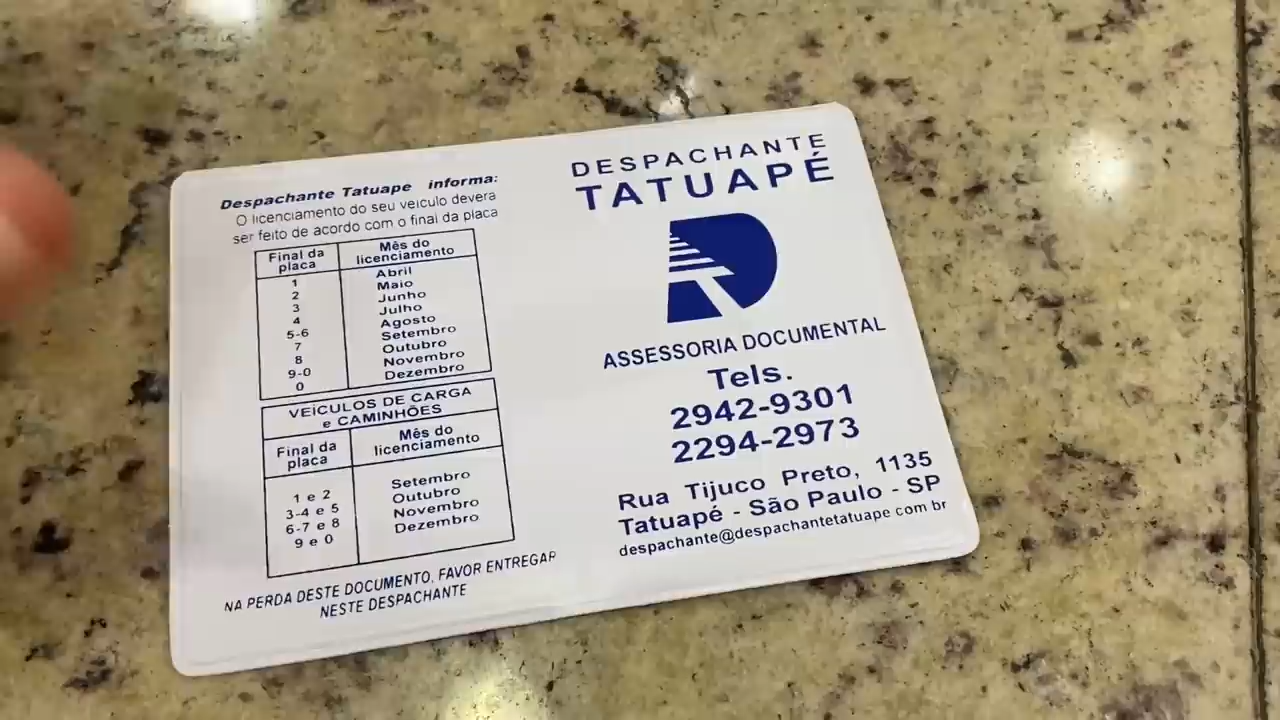 Despachante Tatuape informa:
O licenciamento do seu veículo devera
ser feito de acordo com o final da placa
Final da placa
Mês do licenciamento
1
2
3
4
5-6
7
8
9-0
0
Abril
Maio
Junho
Julho
Agosto
Setembro
Outubro
Novembro
Dezembro
VEÍCULOS DE CARGA
e CAMINHÕES
Final da placa
Mês do licenciamento
1 e 2
3-4 e 5
6-7 e 8
9 e 0
Setembro
Outubro
Novembro
Dezembro
NA PERDA DESTE DOCUMENTO, FAVOR ENTREGAR
NESTE DESPACHANTE
DESPACHANTE
TATUAPÉ
ASSESSORIA DOCUMENTAL
Tels.
2942-9301
2294-2973
Rua Tijuco Preto, 1135
Tatuapé - São Paulo - SP
despachante@despachantetatuape.com.br